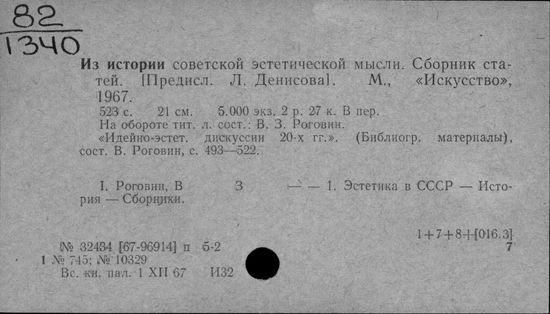 82
1340
Из истории советской эстетической мысли. Сборник ста-
тей. [Предисл. Л. Денисова]. М., «Искусство»,
1967.
523 с. 21 см. 5.000 экз. 2 р. 27 к. В пер.
На обороте тит. л. сост.: В. З. Роговин.
«Идейно-эстет. дискуссии 20-х гг.». (Библиогр. материалы),
сост. В. Роговин, с. 493—522.
I. Роговин, В З — — 1. Эстетика в СССР — Исто-
рия — Сборники.
1+7+8+[016.3]
№ 32434 [67-96914] п 5-2 7
1 № 745; № 10329
Вс. кн. пал. 1 XII 67 И32